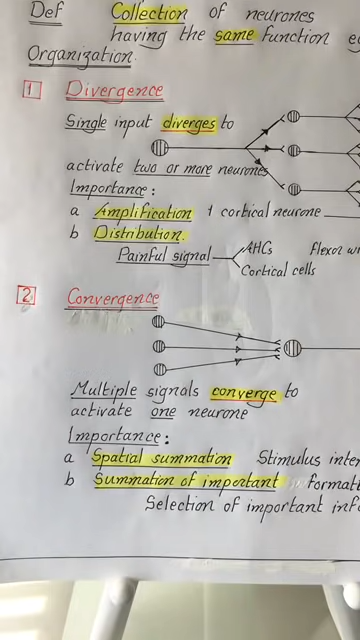 Def Collection of neurones
having the same function eg
Organization.
1 Divergence
Single input diverges to
activate two or more neurones
Importance:
a Amplification 1 cortical neurone
b Distribution.
Painful signal AHCs Flexor
Cortical cells
2 Convergence
Multiple signals converge to
activate one neurone
Importance:
a Spatial summation Stimulus
b Summation of important
Selection of important